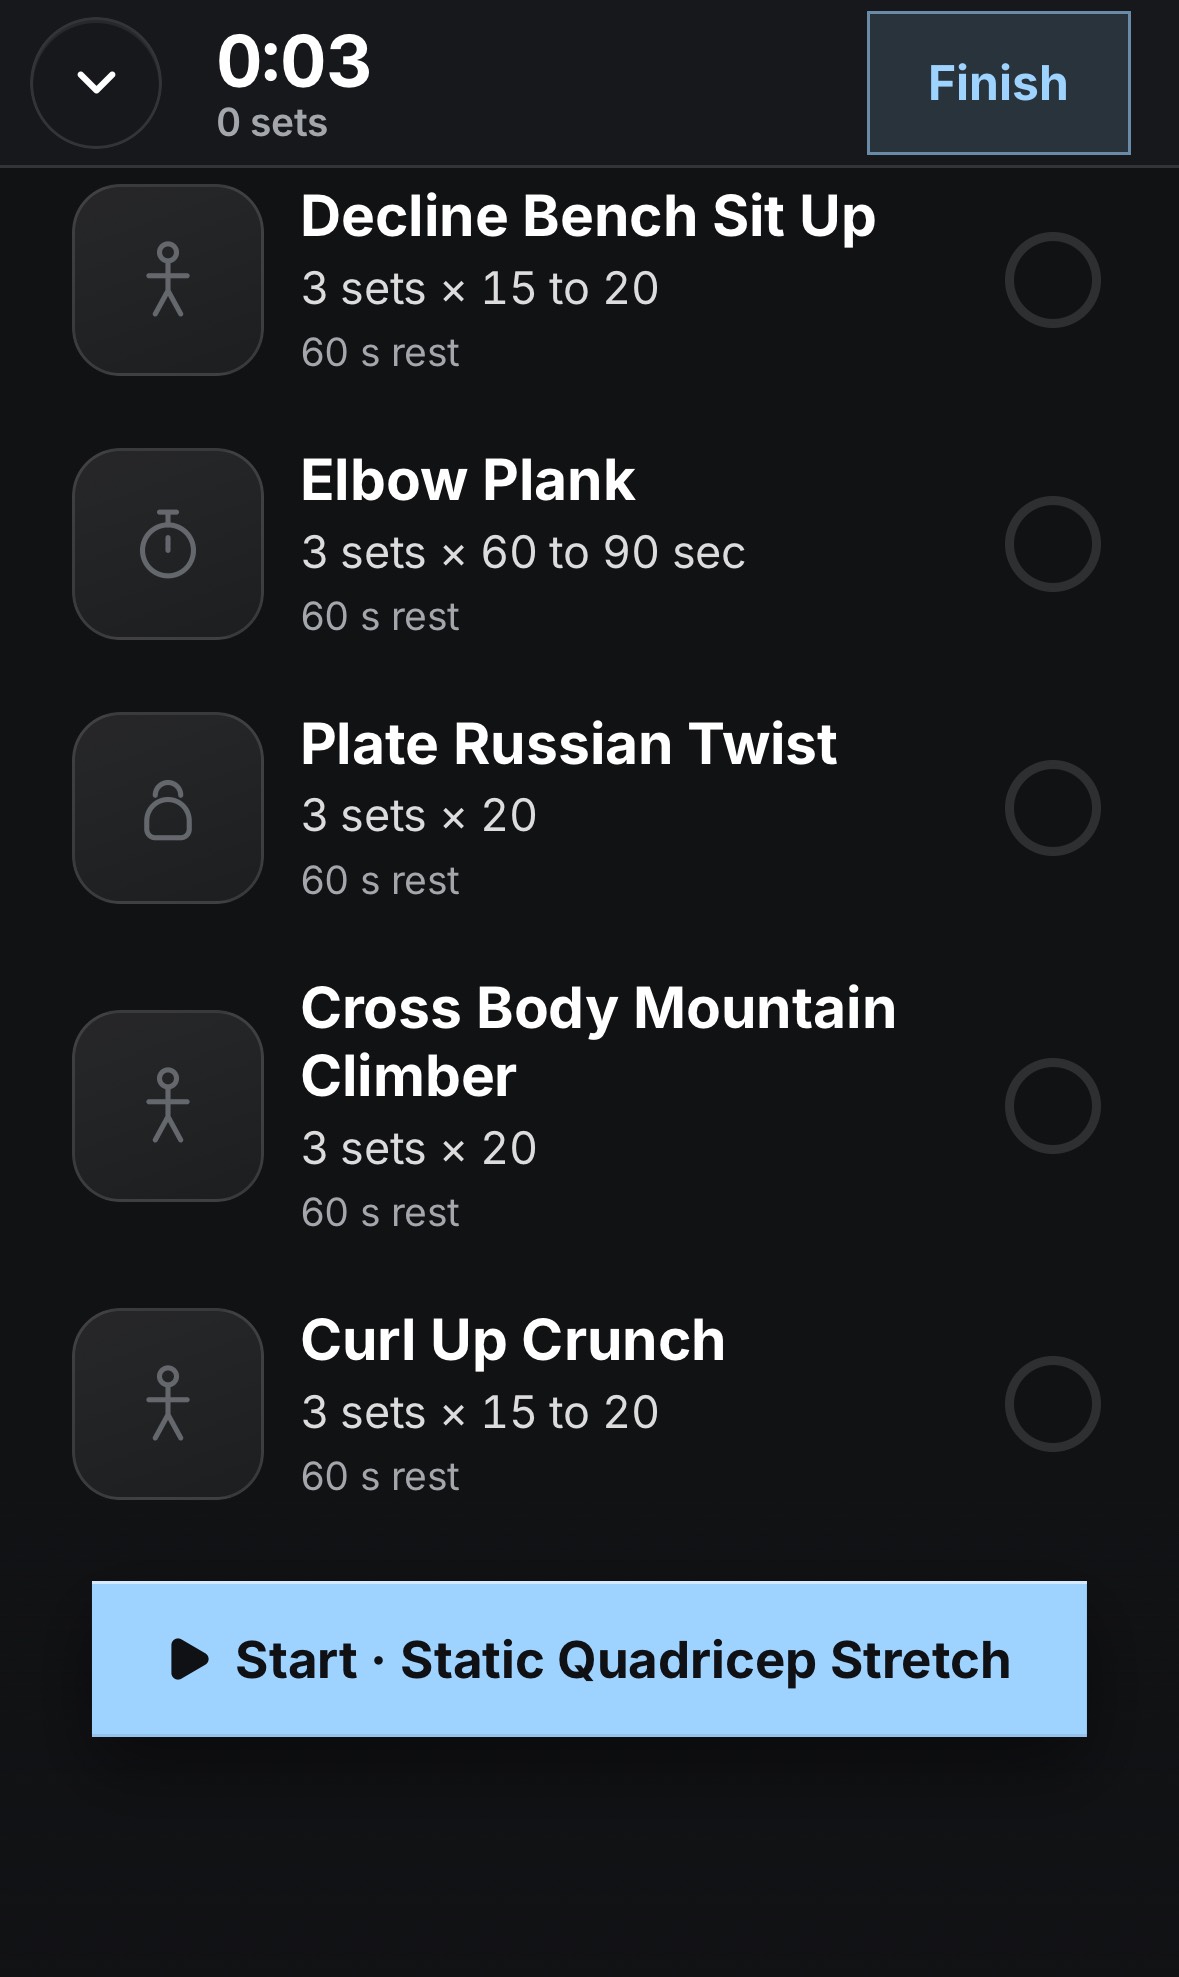 0:03
0 sets
Finish
Decline Bench Sit Up
3 sets × 15 to 20
60 s rest
Elbow Plank
3 sets × 60 to 90 sec
60 s rest
Plate Russian Twist
3 sets × 20
60 s rest
Cross Body Mountain
Climber
3 sets × 20
60 s rest
Curl Up Crunch
3 sets × 15 to 20
60 s rest
Start · Static Quadricep Stretch